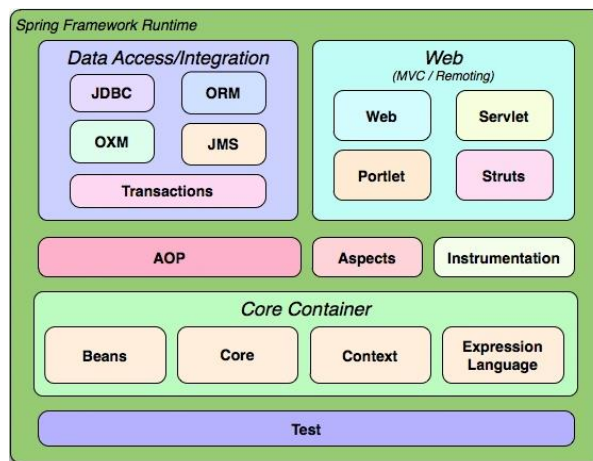 Spring Framework Runtime
Data Access/Integration
JDBC
ORM
OXM
JMS
Transactions
Web
(MVC / Remoting)
Web
Servlet
Portlet
Struts
AOP
Aspects
Instrumentation
Core Container
Beans
Core
Context
Expression
Language
Test